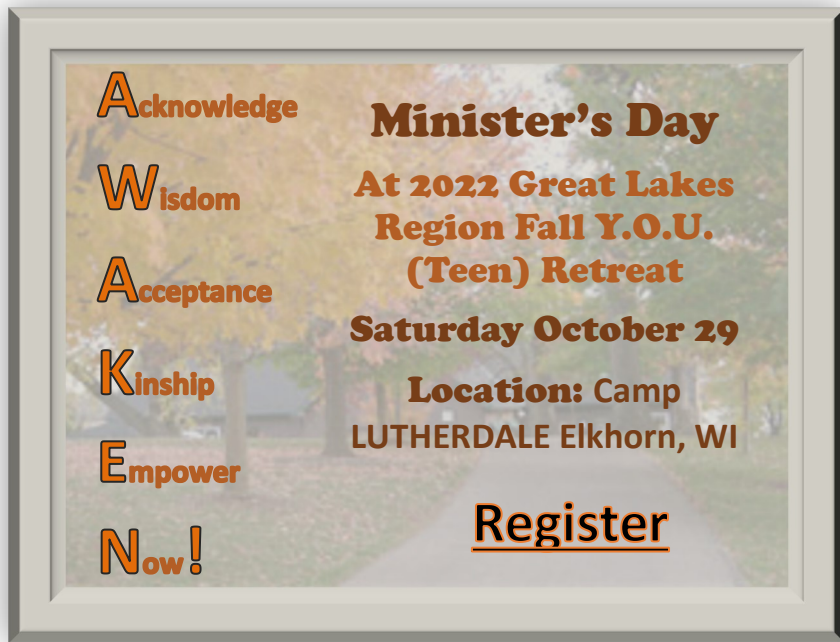 Acknowledge
Wisdom
Acceptance
Kinship
Empower
Now!
Minister's Day
At 2022 Great Lakes
Region Fall Y.O.U.
(Teen) Retreat
Saturday October 29
Location: Camp
LUTHERDALE Elkhorn, WI
Register